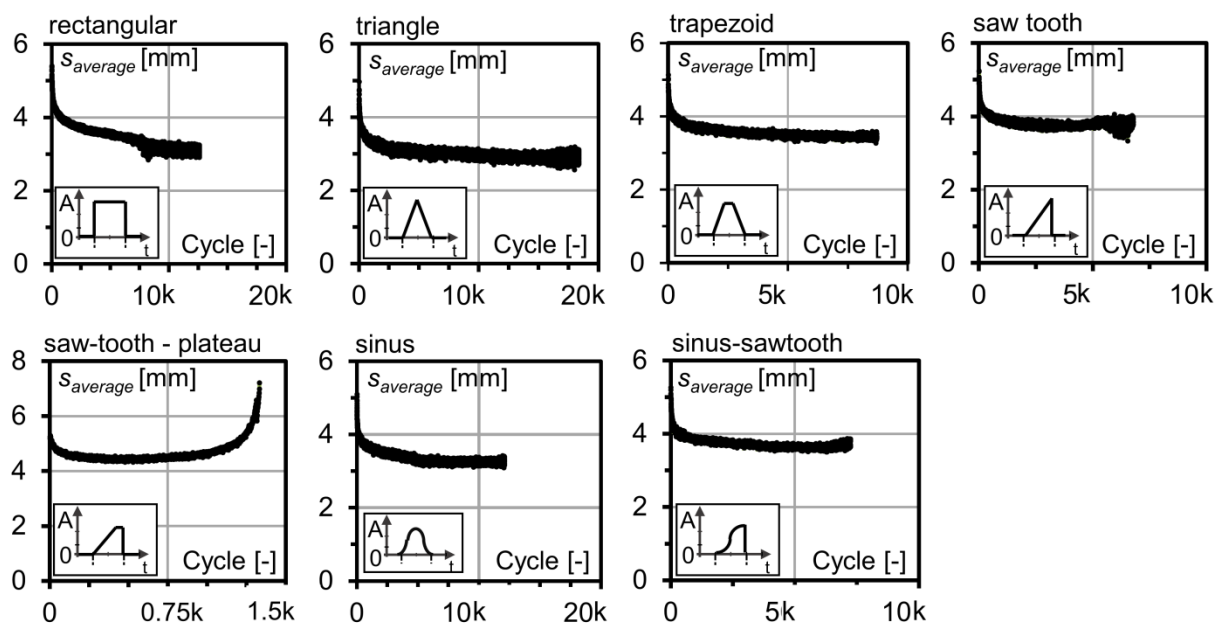 rectangular
6
s_average [mm]
4
2
A
0
t
Cycle [-]
0
0
10k
20k
triangle
6
s_average [mm]
4
2
A
0
t
Cycle [-]
0
0
10k
20k
trapezoid
6
s_average [mm]
4
2
A
0
t
Cycle [-]
0
0
5k
10k
saw tooth
6
s_average [mm]
4
2
A
0
t
Cycle [-]
0
0
5k
10k
saw-tooth - plateau
8
s_average [mm]
6
4
2
A
0
t
Cycle [-]
0
0
0.75k
1.5k
sinus
6
s_average [mm]
4
2
A
0
t
Cycle [-]
0
0
10k
20k
sinus-sawtooth
6
s_average [mm]
4
2
A
0
t
Cycle [-]
0
0
5k
10k